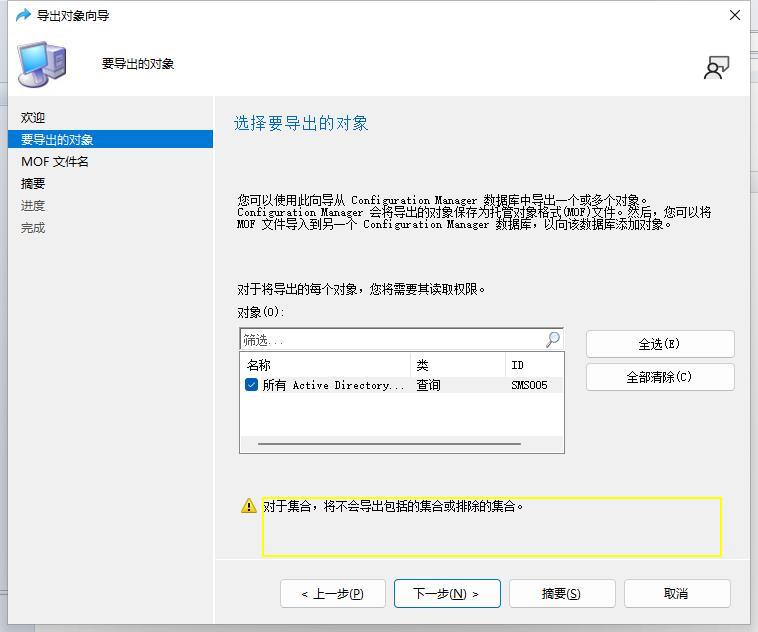 导出对象向导
要导出的对象
欢迎
要导出的对象
MOF 文件名
摘要
进度
完成
选择要导出的对象
您可以使用此向导从 Configuration Manager 数据库中导出一个或多个对象。
Configuration Manager 会将导出的对象保存为托管对象格式(MOF)文件。然后，您可以将
MOF 文件导入到另一个 Configuration Manager 数据库，以向该数据库添加对象。
对于将导出的每个对象，您将需要其读取权限。
对象(O):
筛选...
全选(E)
名称 类 ID
全部清除(C)
所有 Active Directory... 查询 SMS005
对于集合，将不会导出包括的集合或排除的集合。
< 上一步(P) 下一步(N) > 摘要(S) 取消